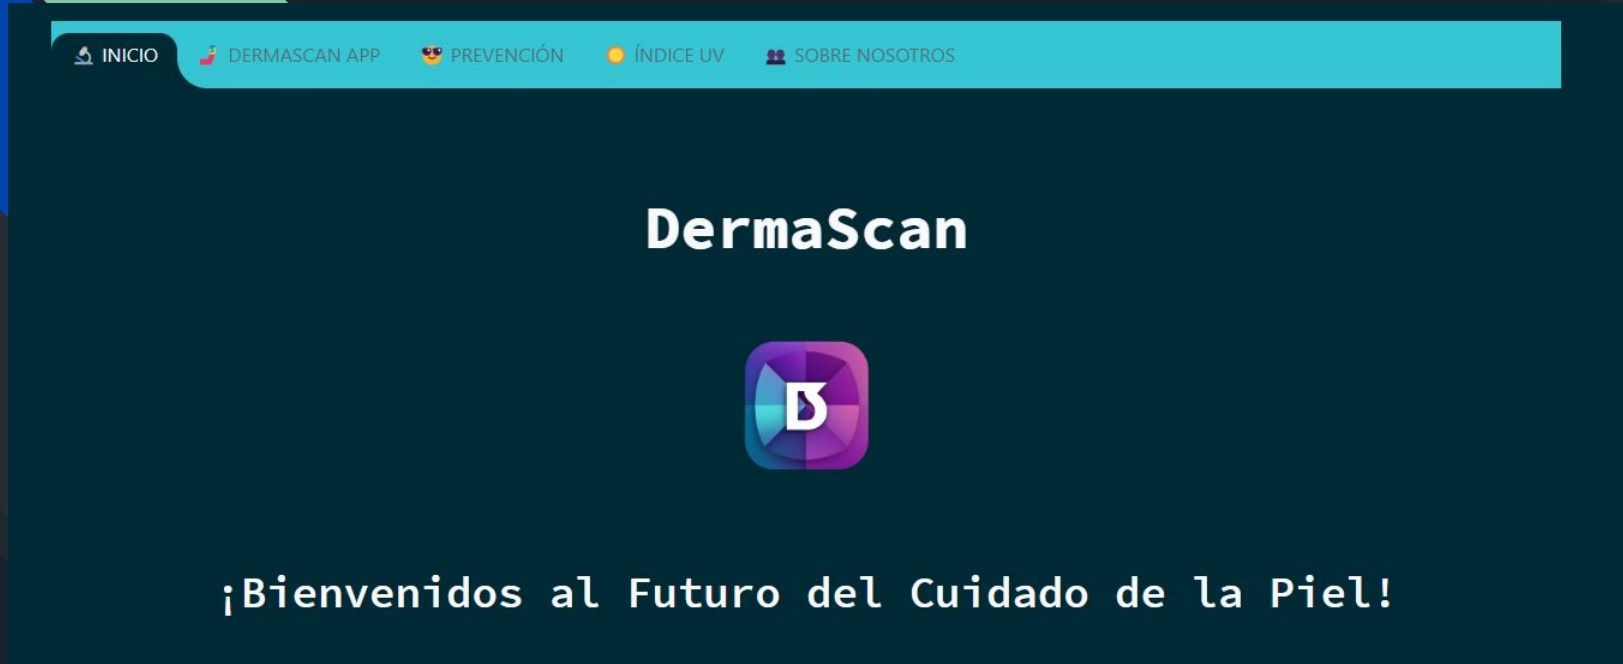 INICIO DERMASCAN APP PREVENCIÓN ÍNDICE UV SOBRE NOSOTROS
DermaScan
B
¡Bienvenidos al Futuro del Cuidado de la Piel!